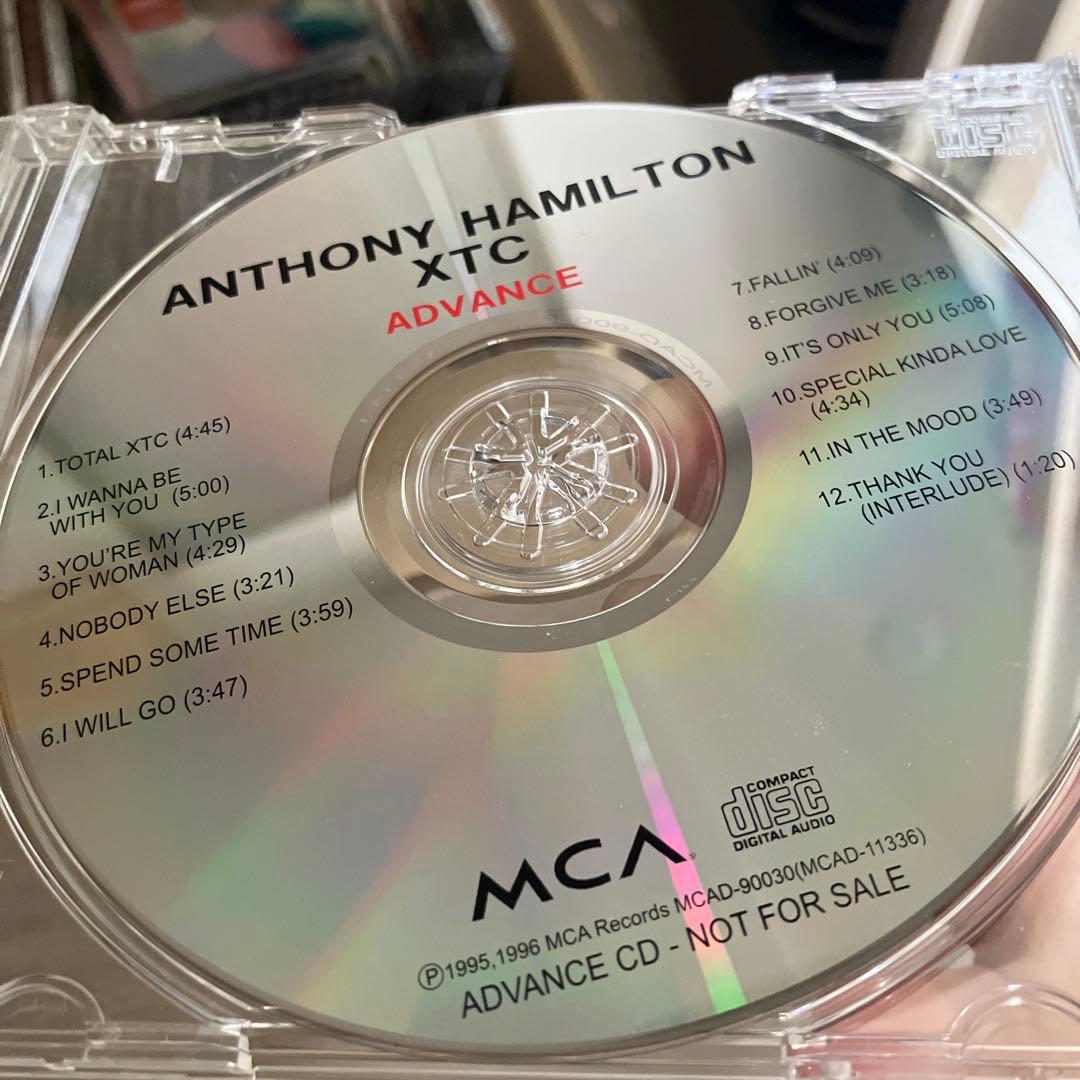 ANTHONY HAMILTON
XTC
ADVANCE
1.TOTAL XTC (4:45)
2.I WANNA BE
WITH YOU (5:00)
3.YOU'RE MY TYPE
OF WOMAN (4:29)
4.NOBODY ELSE (3:21)
5.SPEND SOME TIME (3:59)
6.I WILL GO (3:47)
7.FALLIN' (4:09)
8.FORGIVE ME (3:18)
9.IT'S ONLY YOU (5:08)
10.SPECIAL KINDA LOVE
(4:34)
11.IN THE MOOD (3:49)
12.THANK YOU
(INTERLUDE) (1:20)
COMPACT
disc
DIGITAL AUDIO
MCA
℗1995,1996 MCA Records MCAD-90030(MCAD-11336)
ADVANCE CD - NOT FOR SALE
disc
DIGITAL AUDIO